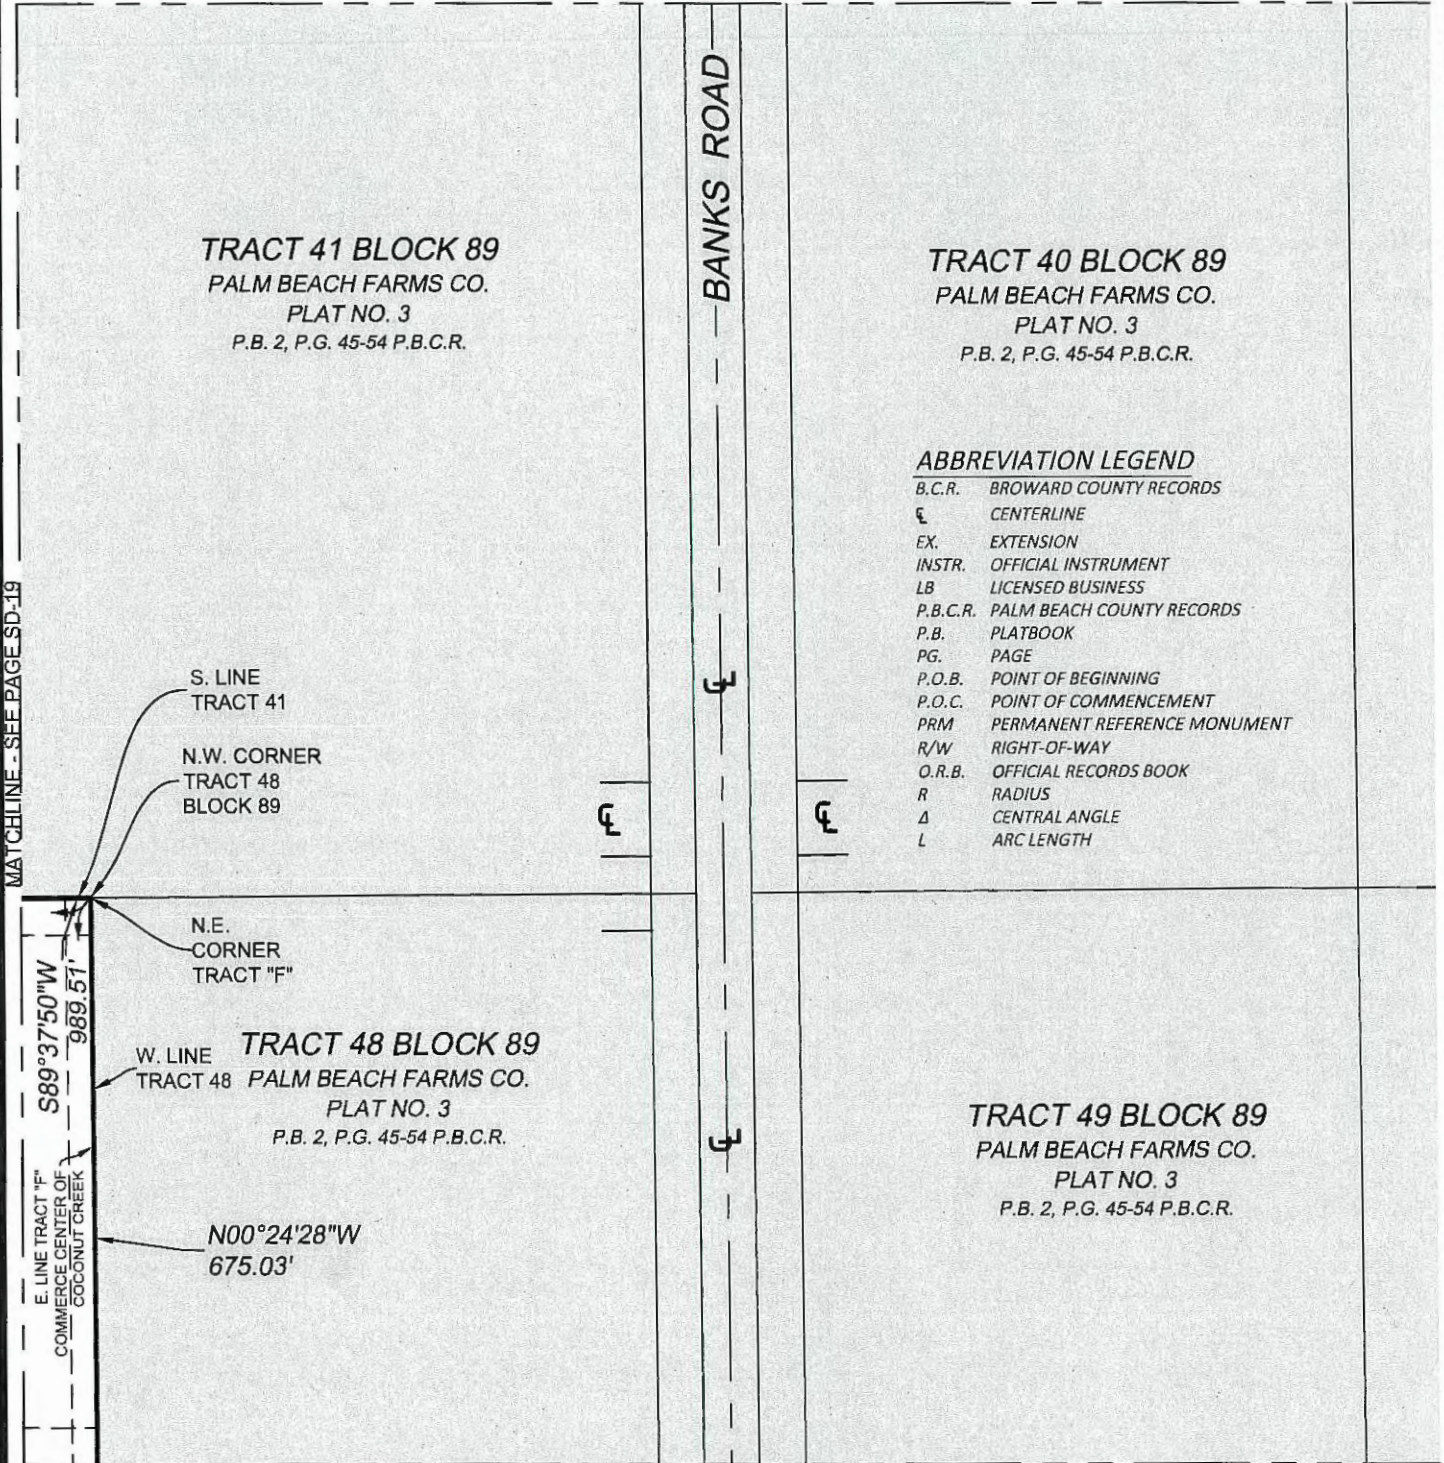 BANKS ROAD
TRACT 41 BLOCK 89
PALM BEACH FARMS CO.
PLAT NO. 3
P.B. 2, P.G. 45-54 P.B.C.R.
TRACT 40 BLOCK 89
PALM BEACH FARMS CO.
PLAT NO. 3
P.B. 2, P.G. 45-54 P.B.C.R.
ABBREVIATION LEGEND
B.C.R. BROWARD COUNTY RECORDS
℄ CENTERLINE
EX. EXTENSION
INSTR. OFFICIAL INSTRUMENT
LB LICENSED BUSINESS
P.B.C.R. PALM BEACH COUNTY RECORDS
P.B. PLATBOOK
PG. PAGE
P.O.B. POINT OF BEGINNING
P.O.C. POINT OF COMMENCEMENT
PRM PERMANENT REFERENCE MONUMENT
R/W RIGHT-OF-WAY
O.R.B. OFFICIAL RECORDS BOOK
R RADIUS
Δ CENTRAL ANGLE
L ARC LENGTH
MATCHLINE - SEE PAGE SD-19
S. LINE
TRACT 41
N.W. CORNER
TRACT 48
BLOCK 89
℄
℄
℄
N.E.
CORNER
TRACT "F"
S89°37'50"W
989.51'
W. LINE
TRACT 48
TRACT 48 BLOCK 89
PALM BEACH FARMS CO.
PLAT NO. 3
P.B. 2, P.G. 45-54 P.B.C.R.
℄
TRACT 49 BLOCK 89
PALM BEACH FARMS CO.
PLAT NO. 3
P.B. 2, P.G. 45-54 P.B.C.R.
E. LINE TRACT "F"
COMMERCE CENTER OF
COCONUT CREEK
N00°24'28"W
675.03'